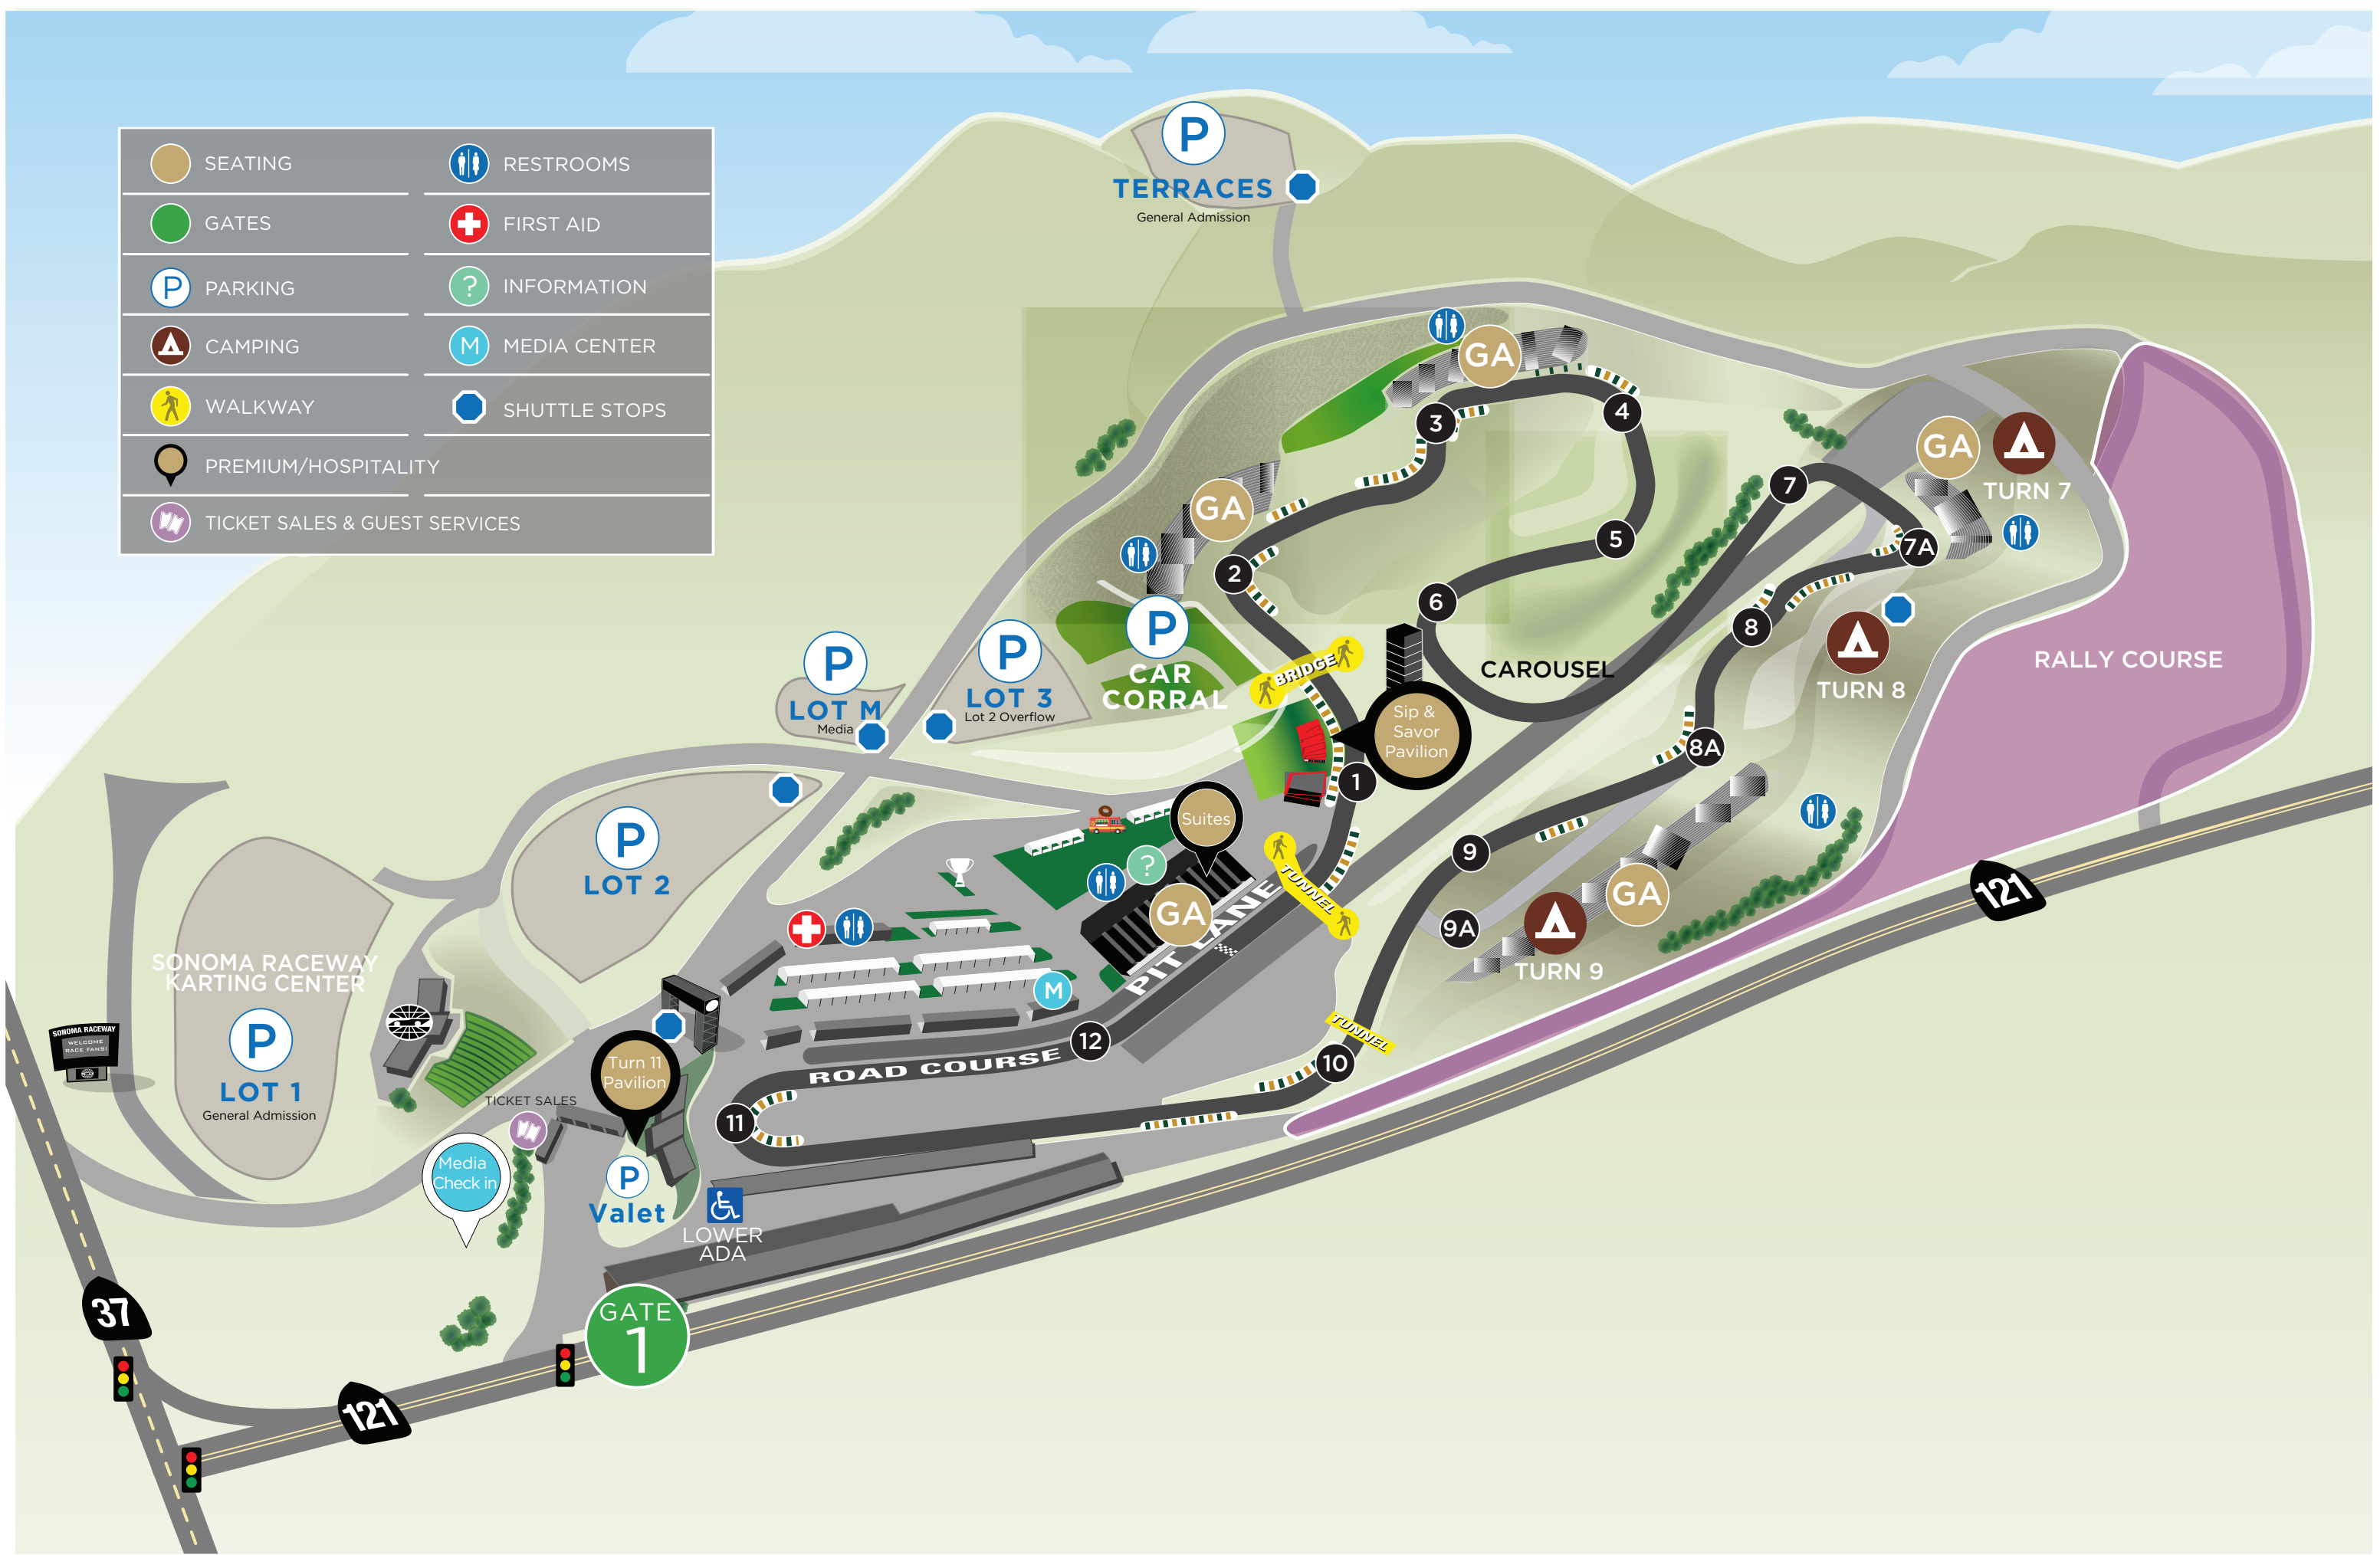 SEATING
RESTROOMS
GATES
FIRST AID
P
PARKING
?
INFORMATION
CAMPING
M
MEDIA CENTER
WALKWAY
SHUTTLE STOPS
PREMIUM/HOSPITALITY
TICKET SALES & GUEST SERVICES
P
TERRACES
General Admission
GA
3
4
GA
7
TURN 7
GA
2
5
7A
6
8
P
CAR
CORRAL
BRIDGE
P
LOT M
Media
P
LOT 3
Lot 2 Overflow
CAROUSEL
TURN 8
RALLY COURSE
Sip &
Savor
Pavilion
8A
1
P
LOT 2
Suites
?
9
TUNNEL
GA
PIT LANE
GA
9A
TURN 9
121
SONOMA RACEWAY
KARTING CENTER
M
P
LOT 1
General Admission
SONOMA RACEWAY
WELCOME
RACE FANS!
Turn 11
Pavilion
ROAD COURSE
12
TUNNEL
10
11
TICKET SALES
Media
Check in
P
Valet
LOWER
ADA
GATE
1
37
121